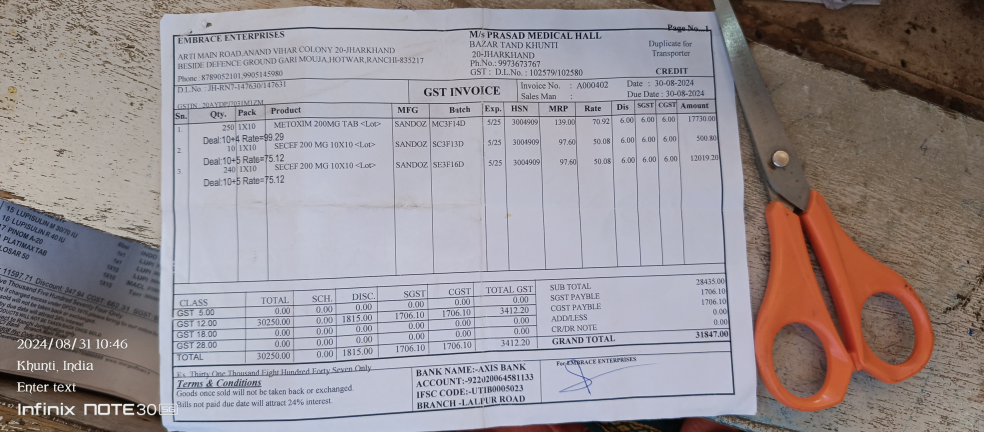 Page No...1
EMBRACE ENTERPRISES
ARTI MAIN ROAD,ANAND VIHAR COLONY 20-JHARKHAND
BESIDE DEFENCE GROUND GARI MOUJA,HOTWAR,RANCHI-835217
Phone : 8789052101,9905145980
D.L.No : JH-RN7-147630/147631
M/s PRASAD MEDICAL HALL
BAZAR TAND KHUNTI
20-JHARKHAND
Ph.No.: 9973673767
GST : D.L.No. : 102579/102580
Duplicate for
Transporter
CREDIT
GST INVOICE
Invoice No. : A000402
Sales Man :
Date : 30-08-2024
Due Date : 30-08-2024
Sn. Qty. Pack Product MFG Batch Exp. HSN MRP Rate Dis SGST CGST Amount
1. 250 1X10 METOXIM 200MG TAB <Lot> SANDOZ MC3F14D 5/25 3004909 139.00 70.92 6.00 6.00 6.00 17730.00
Deal:10+4 Rate=99.29
2. 10 1X10 SECEF 200 MG 10X10 <Lot> SANDOZ SC3F13D 5/25 3004909 97.60 50.08 6.00 6.00 6.00 500.80
Deal:10+5 Rate=75.12
3. 240 1X10 SECEF 200 MG 10X10 <Lot> SANDOZ SE3F16D 5/25 3004909 97.60 50.08 6.00 6.00 6.00 12019.20
Deal:10+5 Rate=75.12
CLASS TOTAL SCH. DISC. SGST CGST TOTAL GST
GST 5.00 0.00 0.00 0.00 0.00 0.00 0.00
GST 12.00 30250.00 0.00 1815.00 1706.10 1706.10 3412.20
GST 18.00 0.00 0.00 0.00 0.00 0.00 0.00
GST 28.00 0.00 0.00 0.00 0.00 0.00 0.00
TOTAL 30250.00 0.00 1815.00 1706.10 1706.10 3412.20
SUB TOTAL 28435.00
SGST PAYBLE 1706.10
CGST PAYBLE 1706.10
ADD/LESS 0.00
CR/DR NOTE 0.00
GRAND TOTAL 31847.00
Rs. Thirty One Thousand Eight Hundred Forty Seven Only
Terms & Conditions
Goods once sold will not be taken back or exchanged.
Bills not paid due date will attract 24% interest.
BANK NAME:-AXIS BANK
ACCOUNT:-922020064581133
IFSC CODE:-UTIB0005023
BRANCH -LALPUR ROAD
For EMBRACE ENTERPRISES
15 LUPISULIN M 30/70 IU
16 LUPISULIN R 40 IU
17 PINOM A-20
PLATIMAX TAB
LOSAR 50
2024/08/31 10:46
Khunti, India
Enter text
Infinix NOTE30 5G